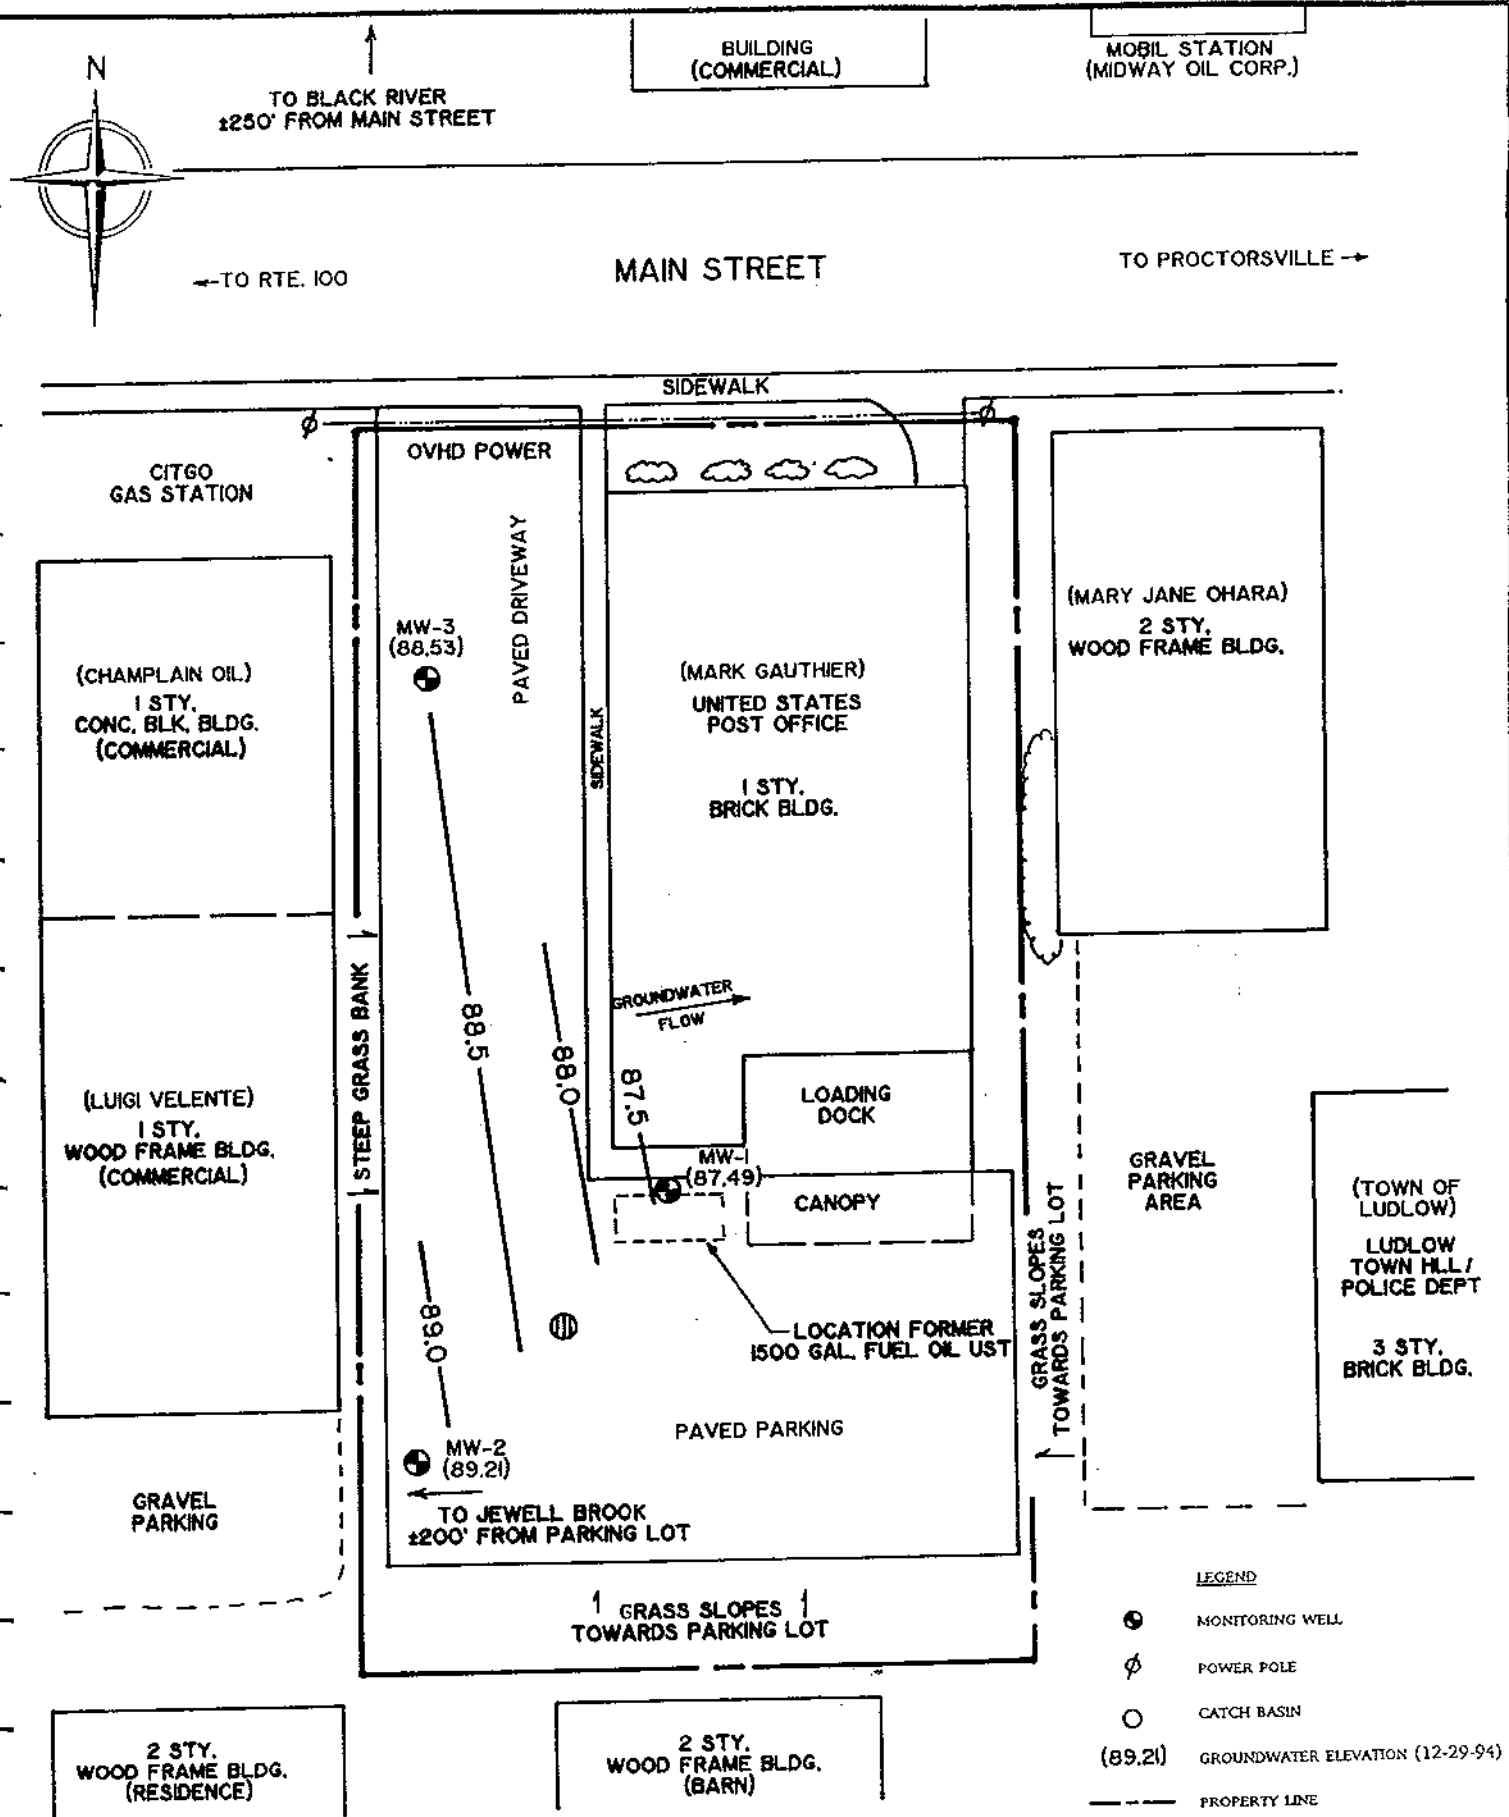 BUILDING
(COMMERCIAL)
MOBIL STATION
(MIDWAY OIL CORP.)
N
TO BLACK RIVER
±250' FROM MAIN STREET
←TO RTE. 100
MAIN STREET
TO PROCTORSVILLE →
SIDEWALK
OVHD POWER
CITGO
GAS STATION
PAVED DRIVEWAY
(MARY JANE OHARA)
2 STY.
WOOD FRAME BLDG.
MW-3
(88.53)
(CHAMPLAIN OIL)
1 STY.
CONC. BLK. BLDG.
(COMMERCIAL)
(MARK GAUTHIER)
UNITED STATES
POST OFFICE
1 STY.
BRICK BLDG.
SIDEWALK
STEEP GRASS BANK
GROUNDWATER
FLOW
88.5
88.0
87.5
LOADING
DOCK
(LUIGI VELENTE)
1 STY.
WOOD FRAME BLDG.
(COMMERCIAL)
MW-1
(87.49)
CANOPY
GRAVEL
PARKING
AREA
(TOWN OF
LUDLOW)
LUDLOW
TOWN HLL/
POLICE DEPT
3 STY.
BRICK BLDG.
GRASS SLOPES
TOWARDS PARKING LOT
89.0
LOCATION FORMER
1500 GAL. FUEL OIL UST
PAVED PARKING
MW-2
(89.21)
TO JEWELL BROOK
±200' FROM PARKING LOT
GRAVEL
PARKING
GRASS SLOPES
TOWARDS PARKING LOT
2 STY.
WOOD FRAME BLDG.
(RESIDENCE)
2 STY.
WOOD FRAME BLDG.
(BARN)
LEGEND
MONITORING WELL
POWER POLE
CATCH BASIN
(89.21) GROUNDWATER ELEVATION (12-29-94)
PROPERTY LINE